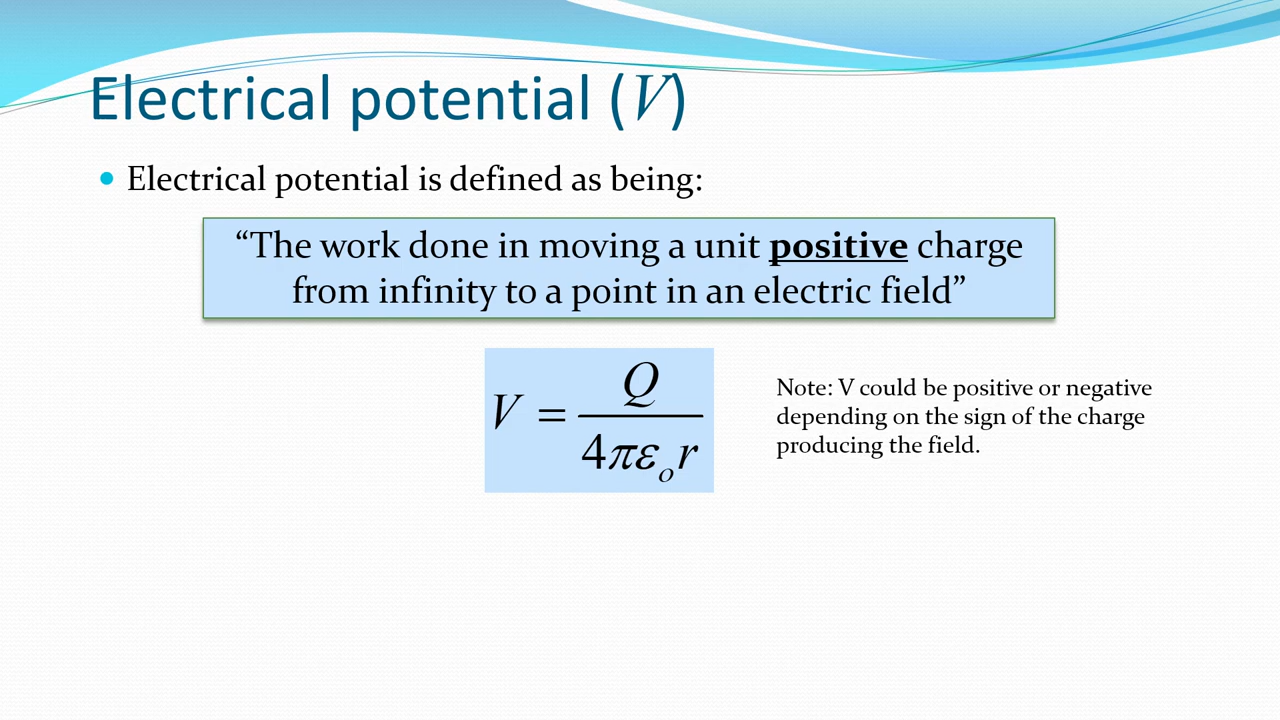 Electrical potential (V)
• Electrical potential is defined as being:
“The work done in moving a unit positive charge
from infinity to a point in an electric field”
V = Q / 4πε₀r
Note: V could be positive or negative
depending on the sign of the charge
producing the field.